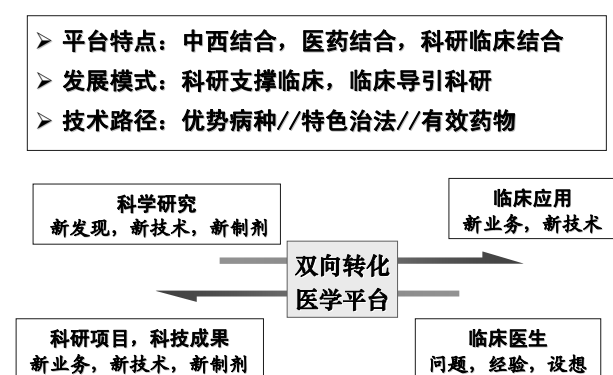 ➢ 平台特点：中西结合，医药结合，科研临床结合
➢ 发展模式：科研支撑临床，临床导引科研
➢ 技术路径：优势病种//特色治法//有效药物
科学研究
新发现，新技术，新制剂
临床应用
新业务，新技术
双向转化
医学平台
科研项目，科技成果
新业务，新技术，新制剂
临床医生
问题，经验，设想